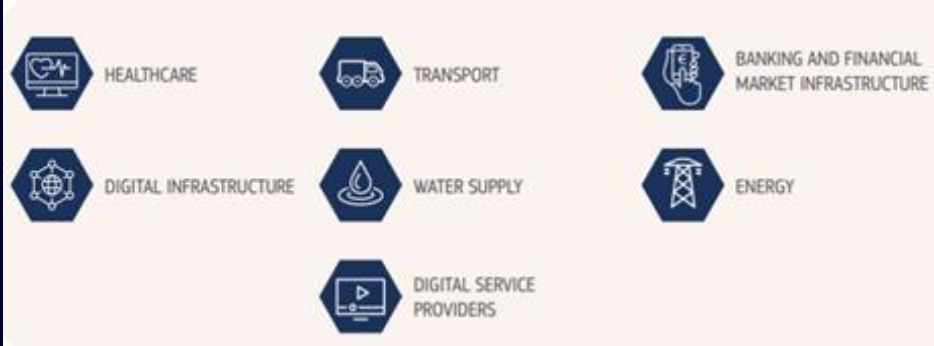 HEALTHCARE
TRANSPORT
BANKING AND FINANCIAL
MARKET INFRASTRUCTURE
DIGITAL INFRASTRUCTURE
WATER SUPPLY
ENERGY
DIGITAL SERVICE
PROVIDERS